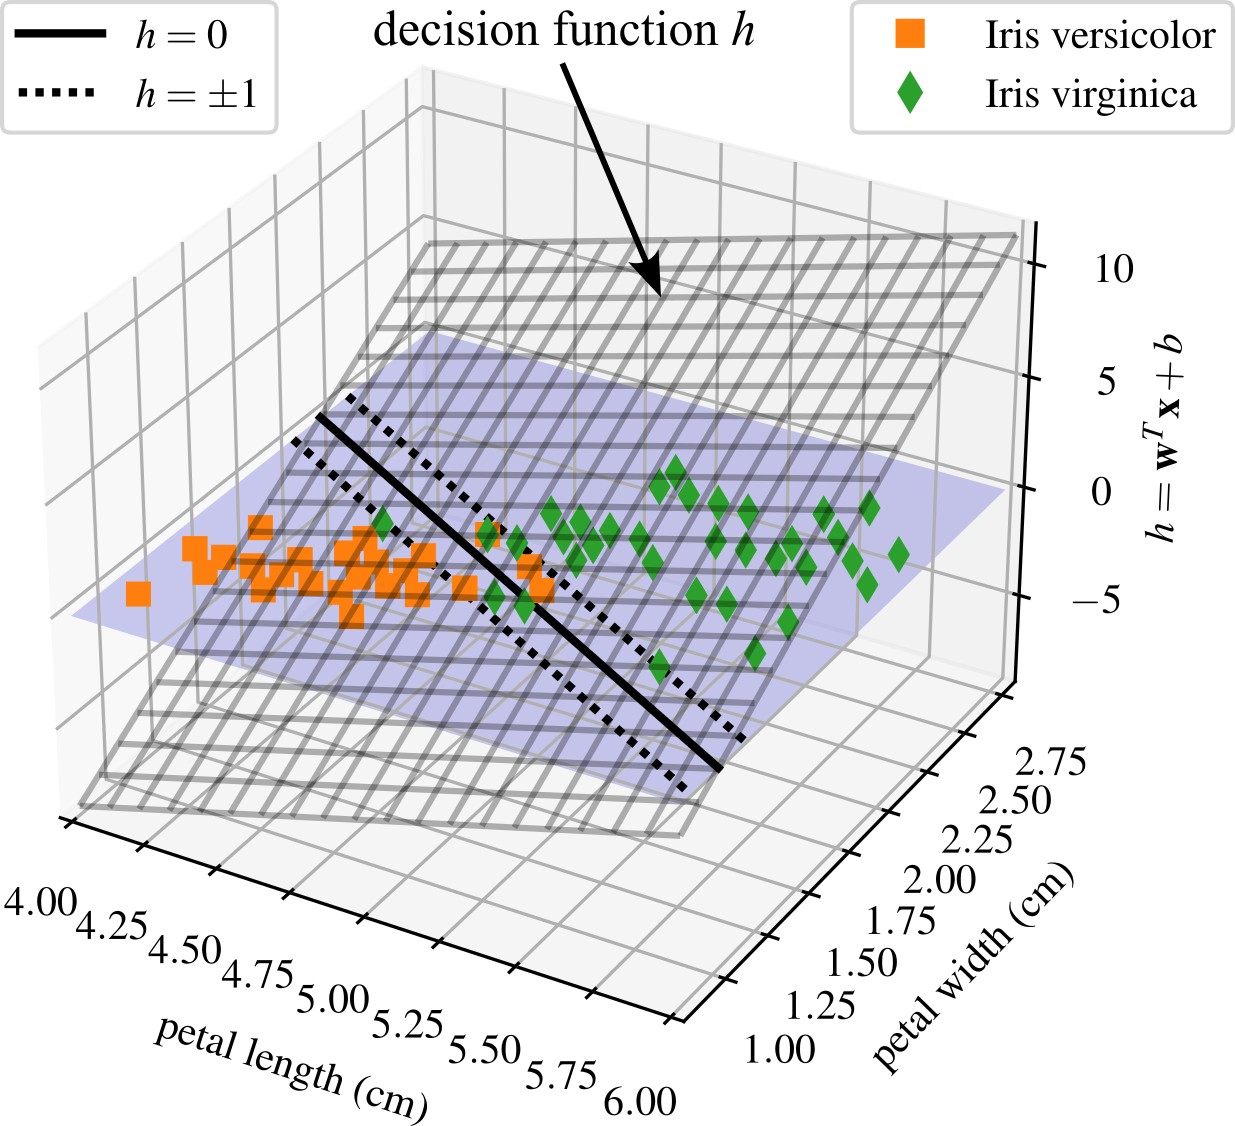 h = 0
h = ±1
decision function h
Iris versicolor
Iris virginica
10
5
0
−5
h = wᵀx + b
2.75
2.50
2.25
2.00
1.75
1.50
1.25
1.00
petal width (cm)
4.00
4.25
4.50
4.75
5.00
5.25
5.50
5.75
6.00
petal length (cm)